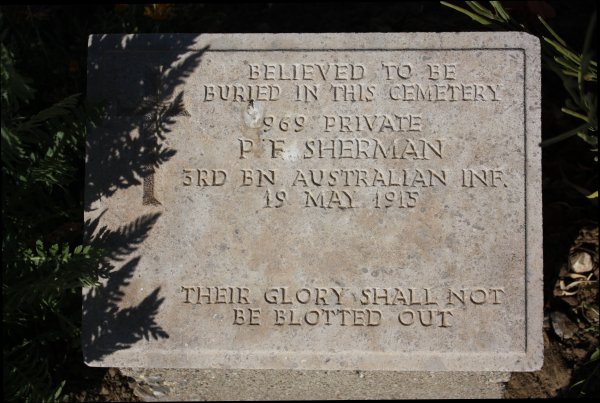 BELIEVED TO BE
BURIED IN THIS CEMETERY
969 PRIVATE
P. F. SHERMAN
3RD BN. AUSTRALIAN INF.
19 MAY 1915
THEIR GLORY SHALL NOT
BE BLOTTED OUT